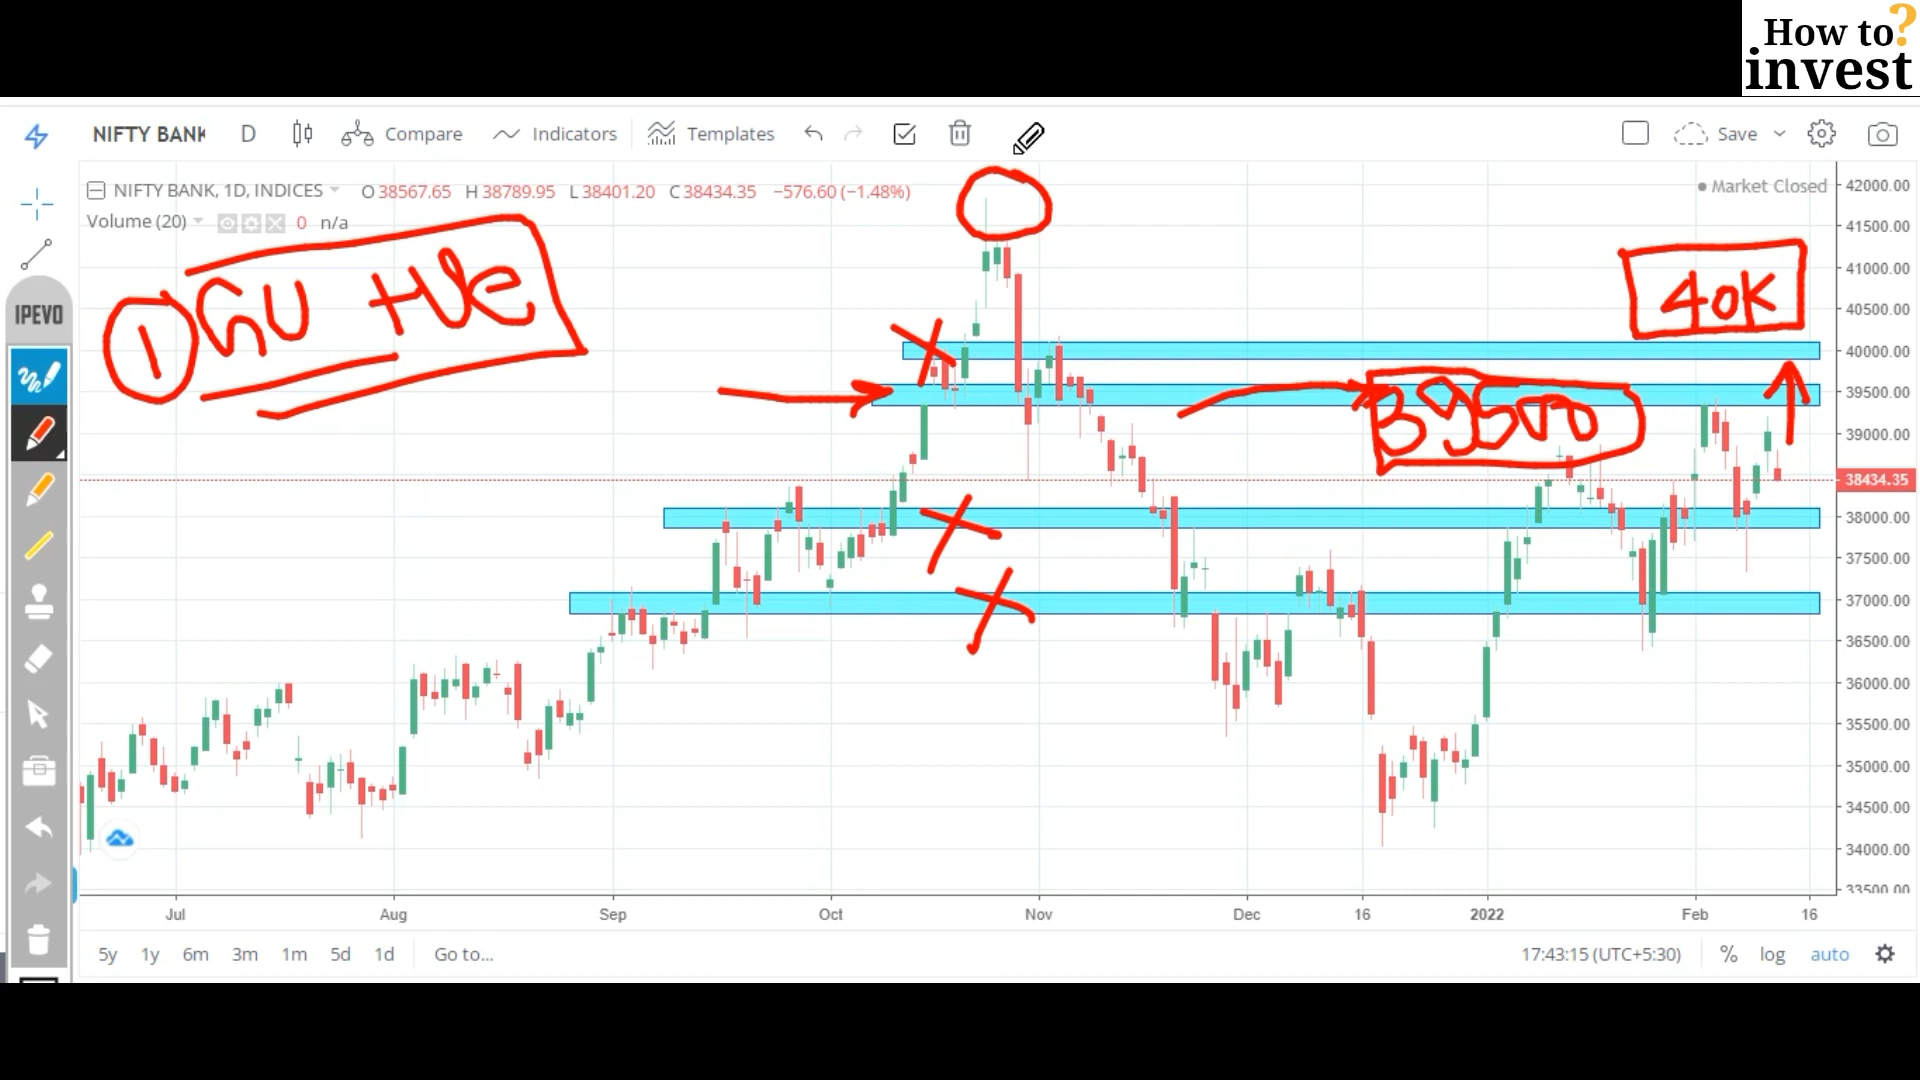 How to?
invest
NIFTY BANK D Compare Indicators Templates Save
NIFTY BANK, 1D, INDICES O38567.65 H38789.95 L38401.20 C38434.35 −576.60 (−1.48%)
Market Closed
Volume (20) 0 n/a
IPEVO
1 GU +Ve
40K
39500
42000.00
41500.00
41000.00
40500.00
40000.00
39500.00
39000.00
38434.35
38000.00
37500.00
37000.00
36500.00
36000.00
35500.00
35000.00
34500.00
34000.00
33500.00
Jul Aug Sep Oct Nov Dec 16 2022 Feb 16
5y 1y 6m 3m 1m 5d 1d Go to... 17:43:15 (UTC+5:30) % log auto